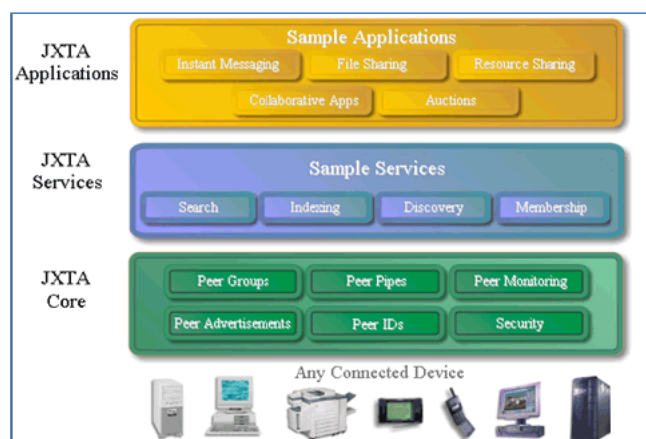 JXTA
Applications
Sample Applications
Instant Messaging
File Sharing
Resource Sharing
Collaborative Apps
Auctions
JXTA
Services
Sample Services
Search
Indexing
Discovery
Membership
JXTA
Core
Peer Groups
Peer Pipes
Peer Monitoring
Peer Advertisements
Peer IDs
Security
Any Connected Device